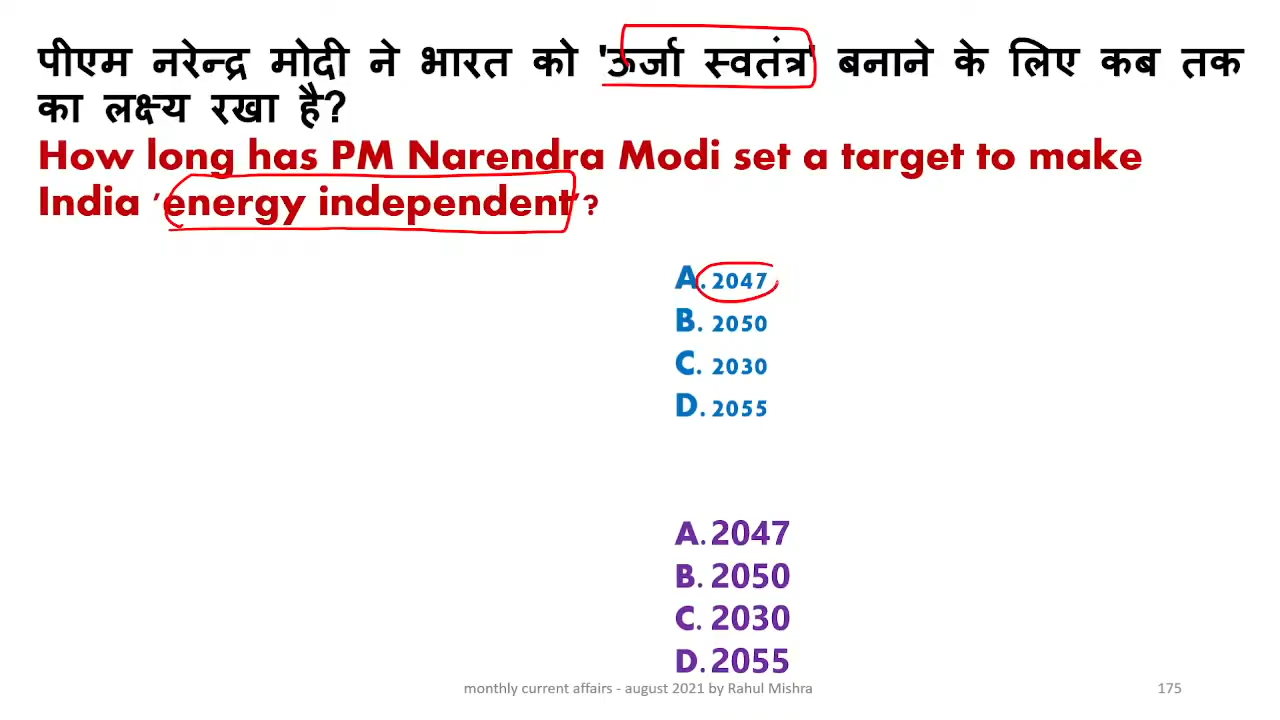 पीएम नरेन्द्र मोदी ने भारत को 'ऊर्जा स्वतंत्र' बनाने के लिए कब तक
का लक्ष्य रखा है?
How long has PM Narendra Modi set a target to make
India 'energy independent'?
A. 2047
B. 2050
C. 2030
D. 2055
A. 2047
B. 2050
C. 2030
D. 2055
monthly current affairs - august 2021 by Rahul Mishra 175